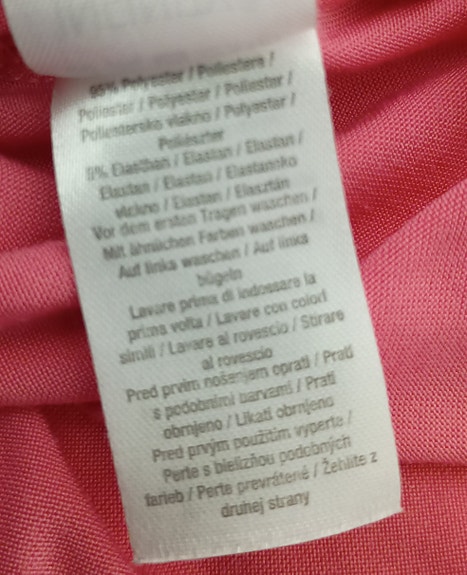 95% Polyester / Poliestere /
Poliester / Polyester / Poliester /
Poliestersko vlakno / Polyester /
Poliészter
5% Elasthan / Elastan / Elastan /
Elastan / Elastan / Elastansko
vlakno / Elastan / Elasztán
Vor dem ersten Tragen waschen /
Mit ähnlichen Farben waschen /
Auf links waschen / Auf links
bügeln
Lavare prima di indossare la
prima volta / Lavare con colori
simili / Lavare al rovescio / Stirare
al rovescio
Pred prvim nošenjem oprati / Prati
s podobnimi barvami / Prati
obrnjeno / Likati obrnjeno
Pred prvým použitím vyperte /
Perte s bielizňou podobných
farieb / Perte prevrátené / Žehlite z
druhej strany